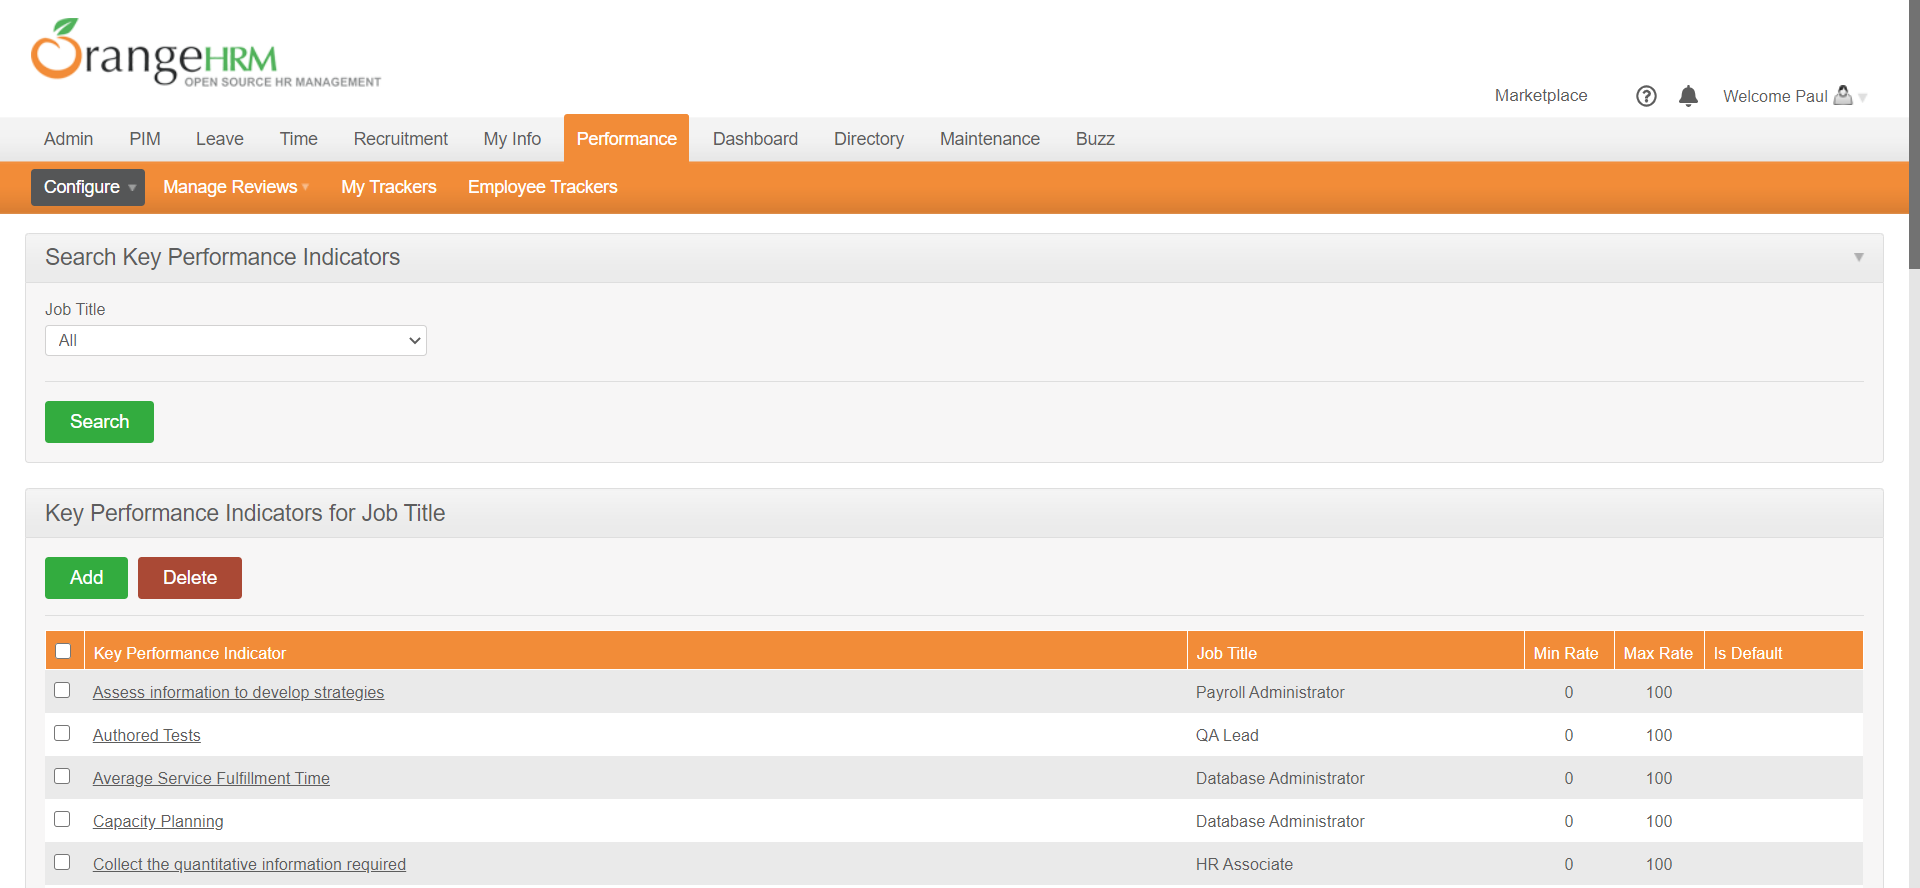 OrangeHRM
OPEN SOURCE HR MANAGEMENT
Marketplace ? Welcome Paul
Admin PIM Leave Time Recruitment My Info Performance Dashboard Directory Maintenance Buzz
Configure Manage Reviews My Trackers Employee Trackers
Search Key Performance Indicators
Job Title
All
Search
Key Performance Indicators for Job Title
Add Delete
Key Performance Indicator Job Title Min Rate Max Rate Is Default
Assess information to develop strategies Payroll Administrator 0 100
Authored Tests QA Lead 0 100
Average Service Fulfillment Time Database Administrator 0 100
Capacity Planning Database Administrator 0 100
Collect the quantitative information required HR Associate 0 100